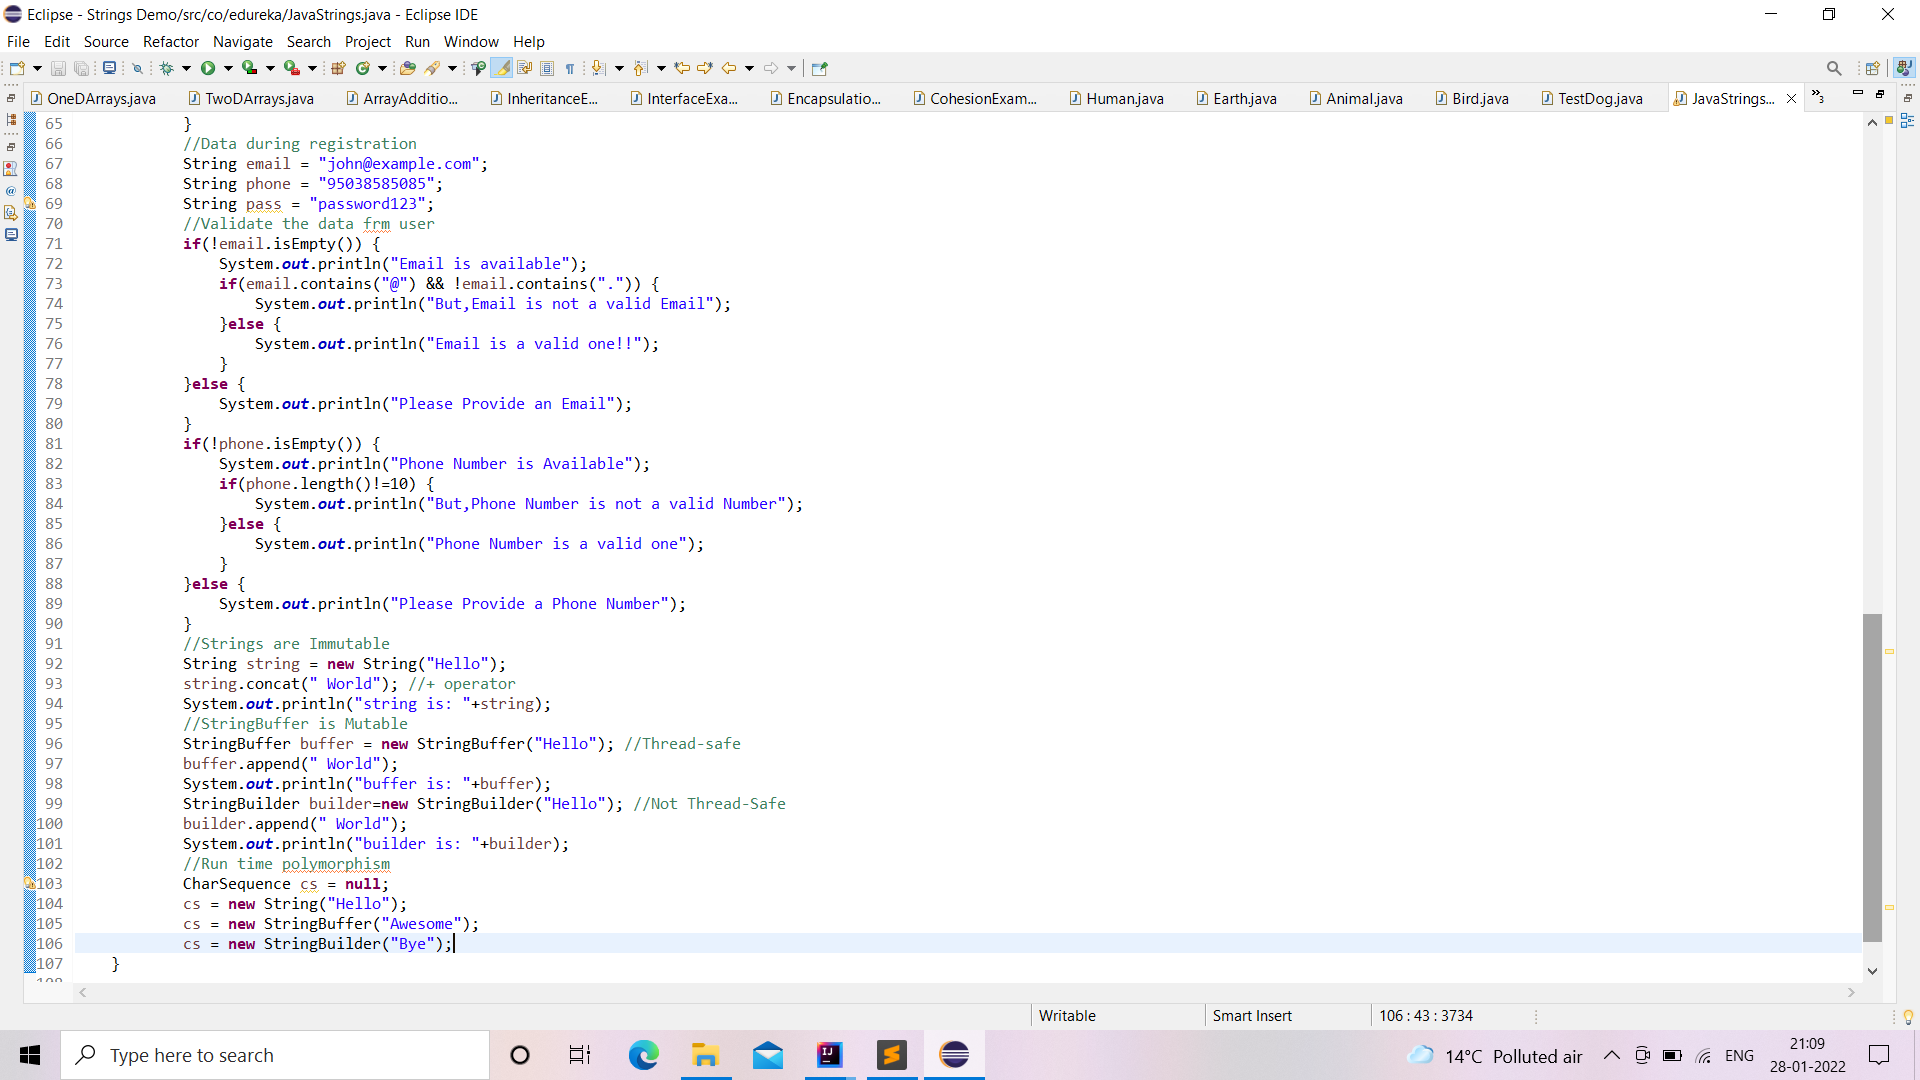 Eclipse - Strings Demo/src/co/edureka/JavaStrings.java - Eclipse IDE
File Edit Source Refactor Navigate Search Project Run Window Help
OneDArrays.java TwoDArrays.java ArrayAdditio... InheritanceE... InterfaceExa... Encapsulatio... CohesionExam... Human.java Earth.java Animal.java Bird.java TestDog.java JavaStrings... »3
65 }
66 //Data during registration
67 String email = "john@example.com";
68 String phone = "95038585085";
69 String pass = "password123";
70 //Validate the data frm user
71 if(!email.isEmpty()) {
72 System.out.println("Email is available");
73 if(email.contains("@") && !email.contains(".")) {
74 System.out.println("But,Email is not a valid Email");
75 }else {
76 System.out.println("Email is a valid one!!");
77 }
78 }else {
79 System.out.println("Please Provide an Email");
80 }
81 if(!phone.isEmpty()) {
82 System.out.println("Phone Number is Available");
83 if(phone.length()!=10) {
84 System.out.println("But,Phone Number is not a valid Number");
85 }else {
86 System.out.println("Phone Number is a valid one");
87 }
88 }else {
89 System.out.println("Please Provide a Phone Number");
90 }
91 //Strings are Immutable
92 String string = new String("Hello");
93 string.concat(" World"); //+ operator
94 System.out.println("string is: "+string);
95 //StringBuffer is Mutable
96 StringBuffer buffer = new StringBuffer("Hello"); //Thread-safe
97 buffer.append(" World");
98 System.out.println("buffer is: "+buffer);
99 StringBuilder builder=new StringBuilder("Hello"); //Not Thread-Safe
100 builder.append(" World");
101 System.out.println("builder is: "+builder);
102 //Run time polymorphism
103 CharSequence cs = null;
104 cs = new String("Hello");
105 cs = new StringBuffer("Awesome");
106 cs = new StringBuilder("Bye");
107 }
Writable Smart Insert 106 : 43 : 3734
Type here to search
14°C Polluted air ENG 21:09
28-01-2022